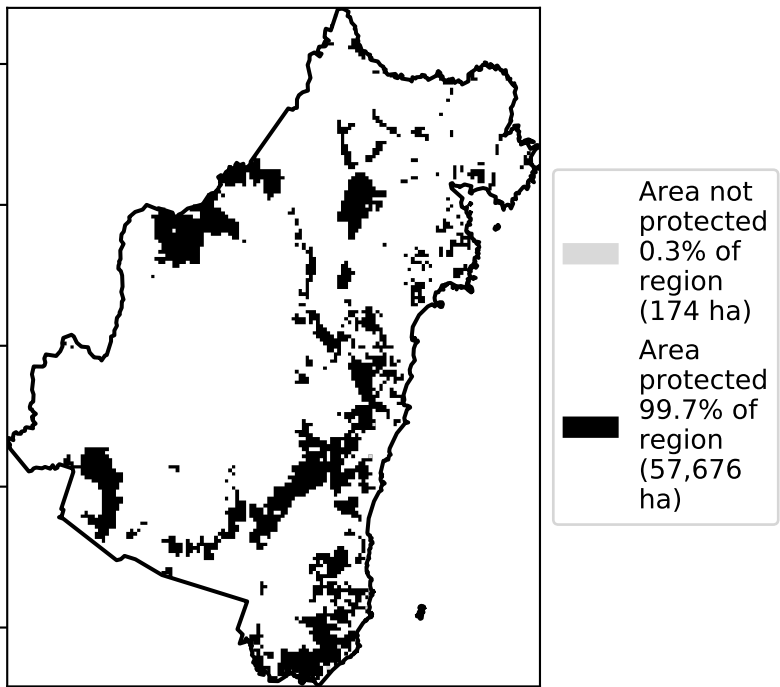 Area not
protected
0.3% of
region
(174 ha)
Area
protected
99.7% of
region
(57,676
ha)